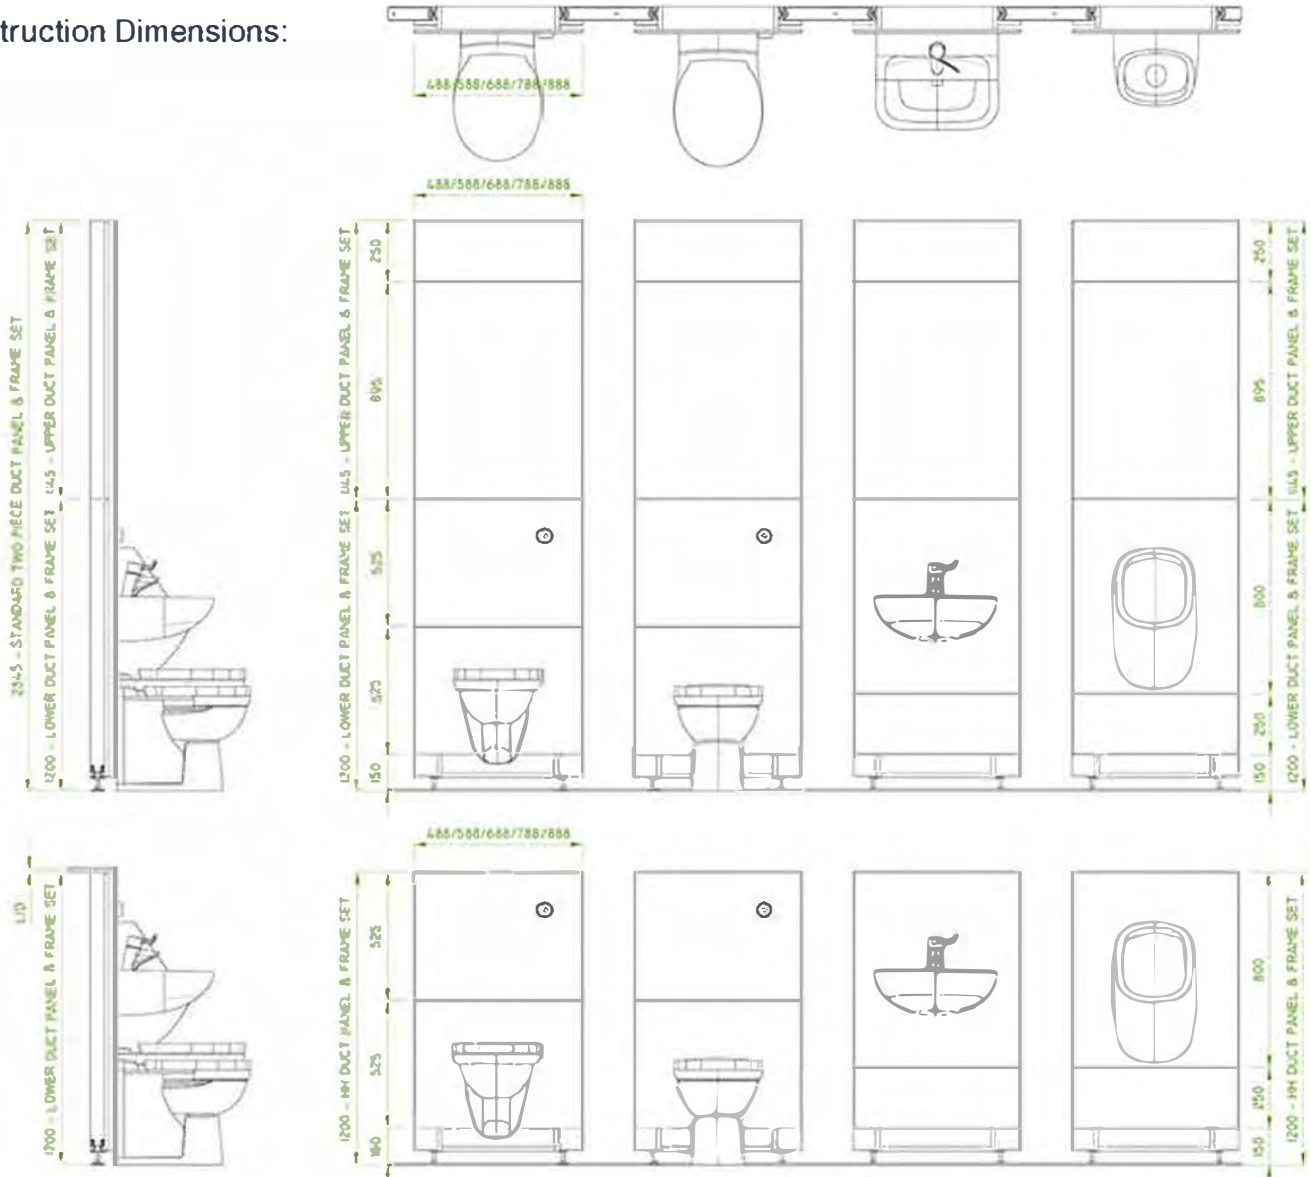 truction Dimensions:
488/588/688/788/888
488/588/688/788/888
2345 - STANDARD TWO PIECE DUCT PANEL & FRAME SET
1200 - LOWER DUCT PANEL & FRAME SET
1145 - UPPER DUCT PANEL & FRAME SET
1200 - LOWER DUCT PANEL & FRAME SET
1145 - UPPER DUCT PANEL & FRAME SET
250
895
525
525
150
250
895
800
250
150
1200 - LOWER DUCT PANEL & FRAME SET
1145 - UPPER DUCT PANEL & FRAME SET
488/588/688/788/888
1200 - LOWER DUCT PANEL & FRAME SET
1200 - HH DUCT PANEL & FRAME SET
525
525
800
250
150
1200 - HH DUCT PANEL & FRAME SET